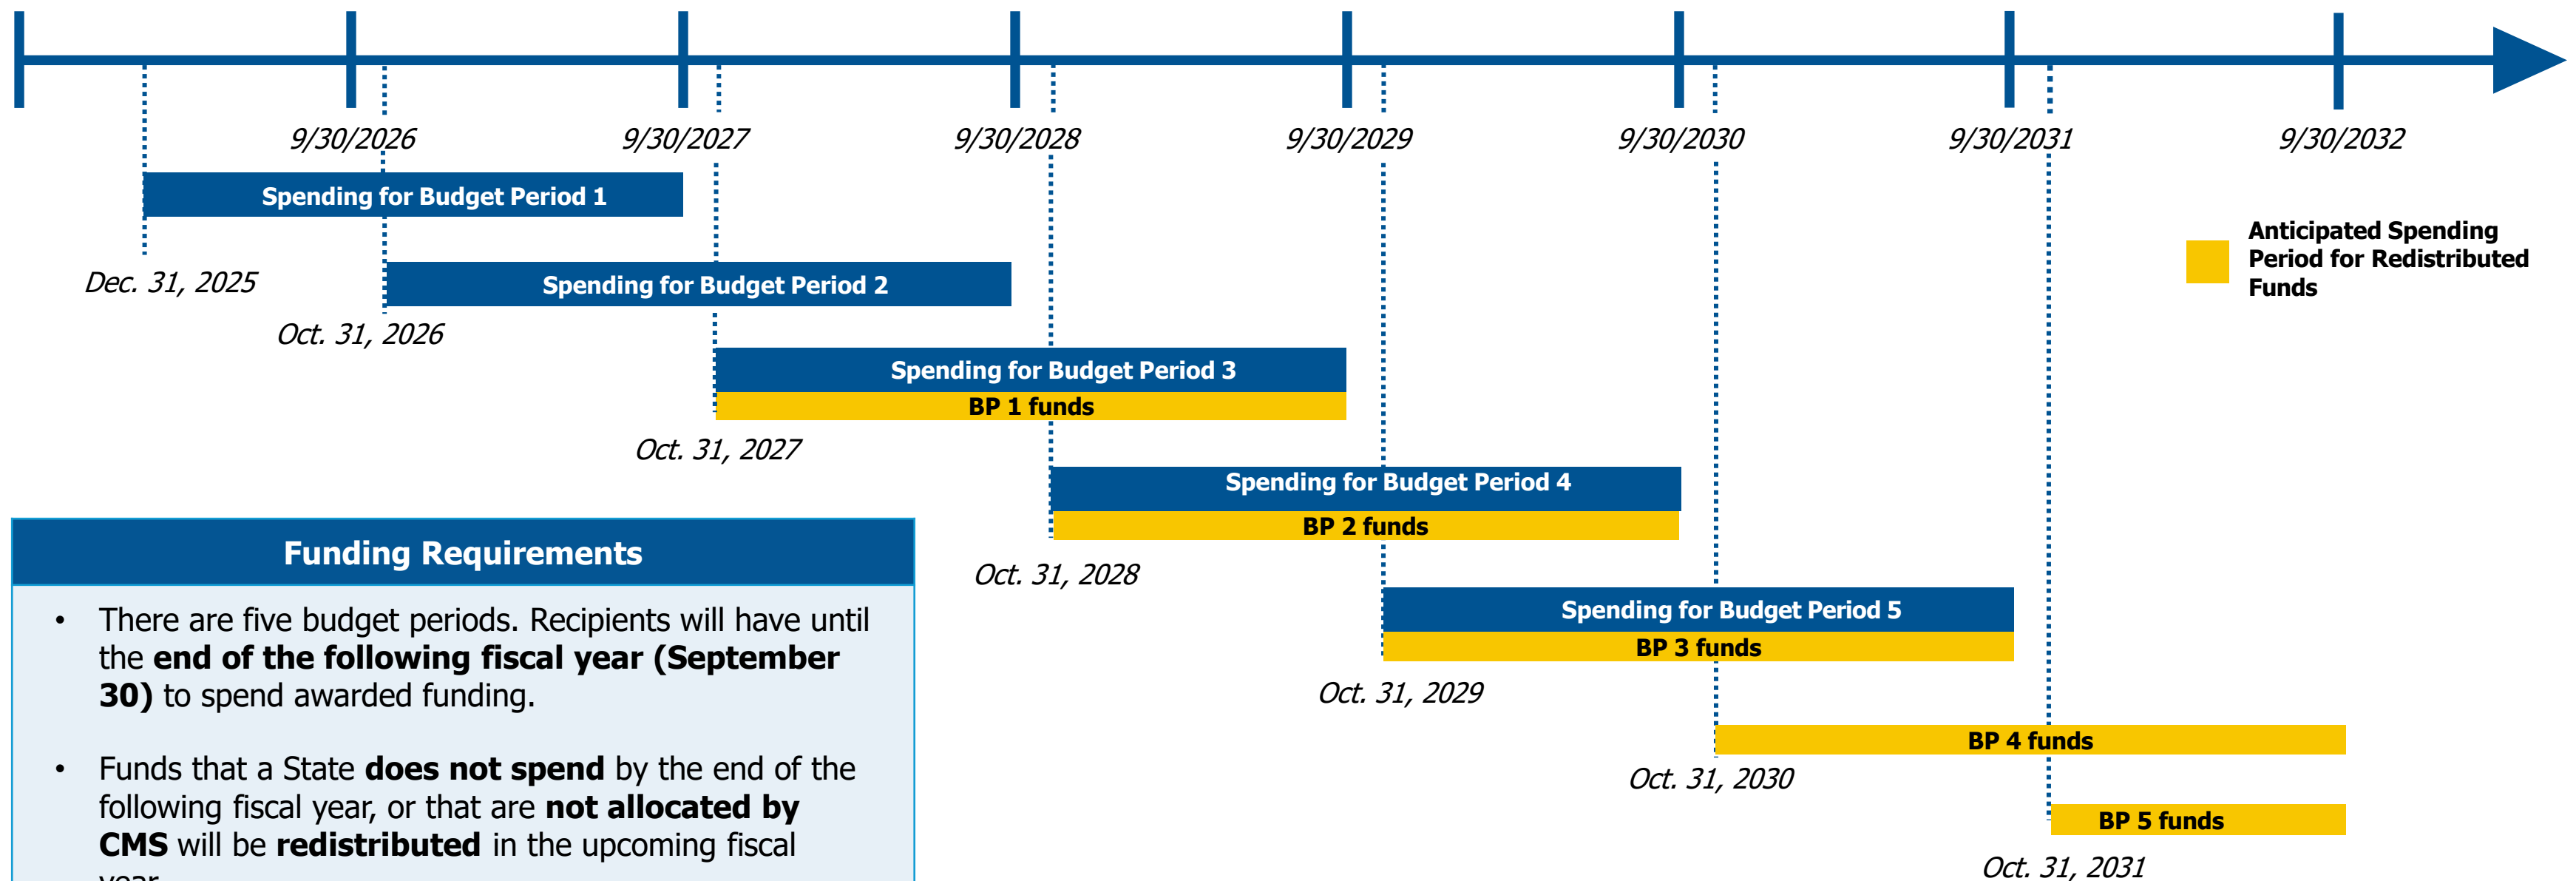 9/30/2026
9/30/2027
9/30/2028
9/30/2029
9/30/2030
9/30/2031
9/30/2032
Spending for Budget Period 1
Dec. 31, 2025
Spending for Budget Period 2
Oct. 31, 2026
Anticipated Spending
Period for Redistributed
Funds
Spending for Budget Period 3
BP 1 funds
Oct. 31, 2027
Spending for Budget Period 4
BP 2 funds
Oct. 31, 2028
Spending for Budget Period 5
BP 3 funds
Oct. 31, 2029
BP 4 funds
Oct. 31, 2030
BP 5 funds
Oct. 31, 2031
Funding Requirements
• There are five budget periods. Recipients will have until
the end of the following fiscal year (September
30) to spend awarded funding.
• Funds that a State does not spend by the end of the
following fiscal year, or that are not allocated by
CMS will be redistributed in the upcoming fiscal
year